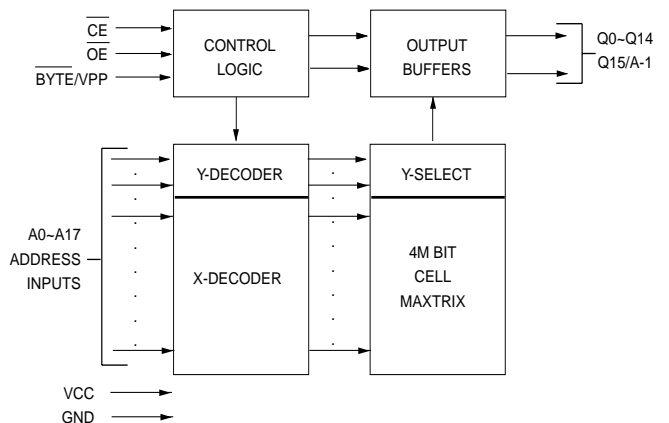 CE
OE
BYTE/VPP
CONTROL
LOGIC
OUTPUT
BUFFERS
Q0~Q14
Q15/A-1
A0~A17
ADDRESS
INPUTS
Y-DECODER
X-DECODER
Y-SELECT
4M BIT
CELL
MAXTRIX
VCC
GND